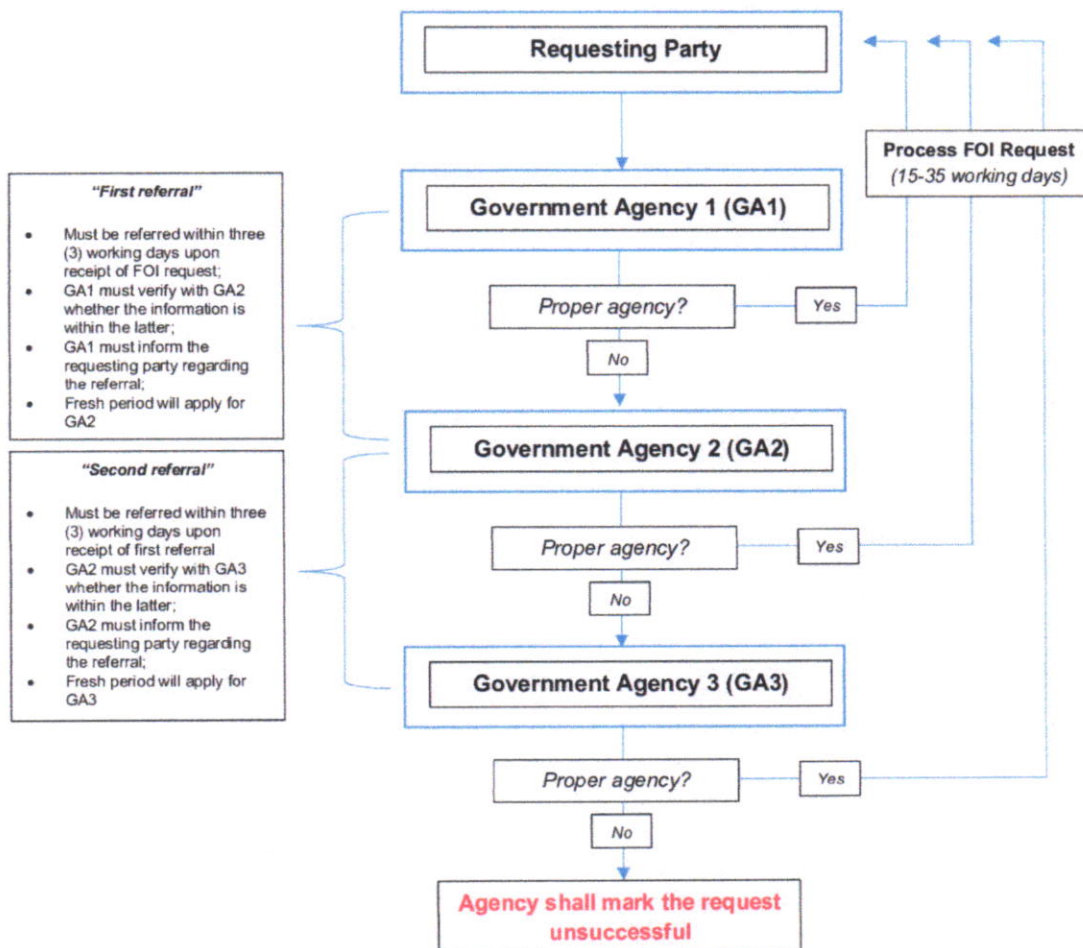 Requesting Party
Process FOI Request
(15-35 working days)
"First referral"
• Must be referred within three
(3) working days upon
receipt of FOI request;
• GA1 must verify with GA2
whether the information is
within the latter;
• GA1 must inform the
requesting party regarding
the referral;
• Fresh period will apply for
GA2
Government Agency 1 (GA1)
Proper agency?
Yes
No
Government Agency 2 (GA2)
"Second referral"
• Must be referred within three
(3) working days upon
receipt of first referral
• GA2 must verify with GA3
whether the information is
within the latter;
• GA2 must inform the
requesting party regarding
the referral;
• Fresh period will apply for
GA3
Proper agency?
Yes
No
Government Agency 3 (GA3)
Proper agency?
Yes
No
Agency shall mark the request
unsuccessful